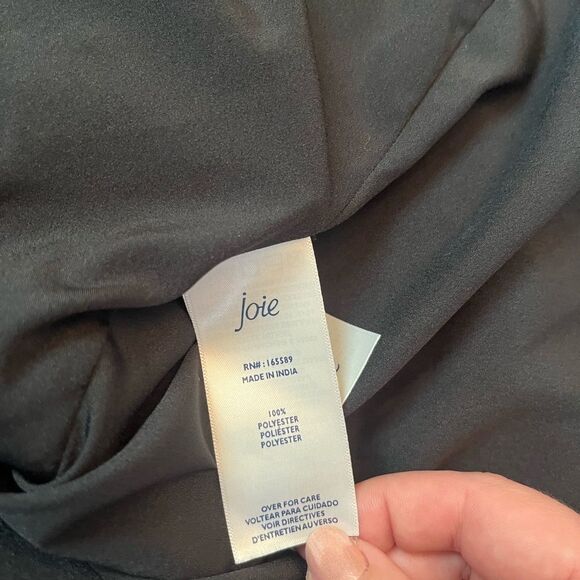 joie
RN#: 165589
MADE IN INDIA
100%
POLYESTER
POLIÉSTER
POLYESTER
OVER FOR CARE
VOLTEAR PARA CUIDADO
VOIR DIRECTIVES
D'ENTRETIEN AU VERSO